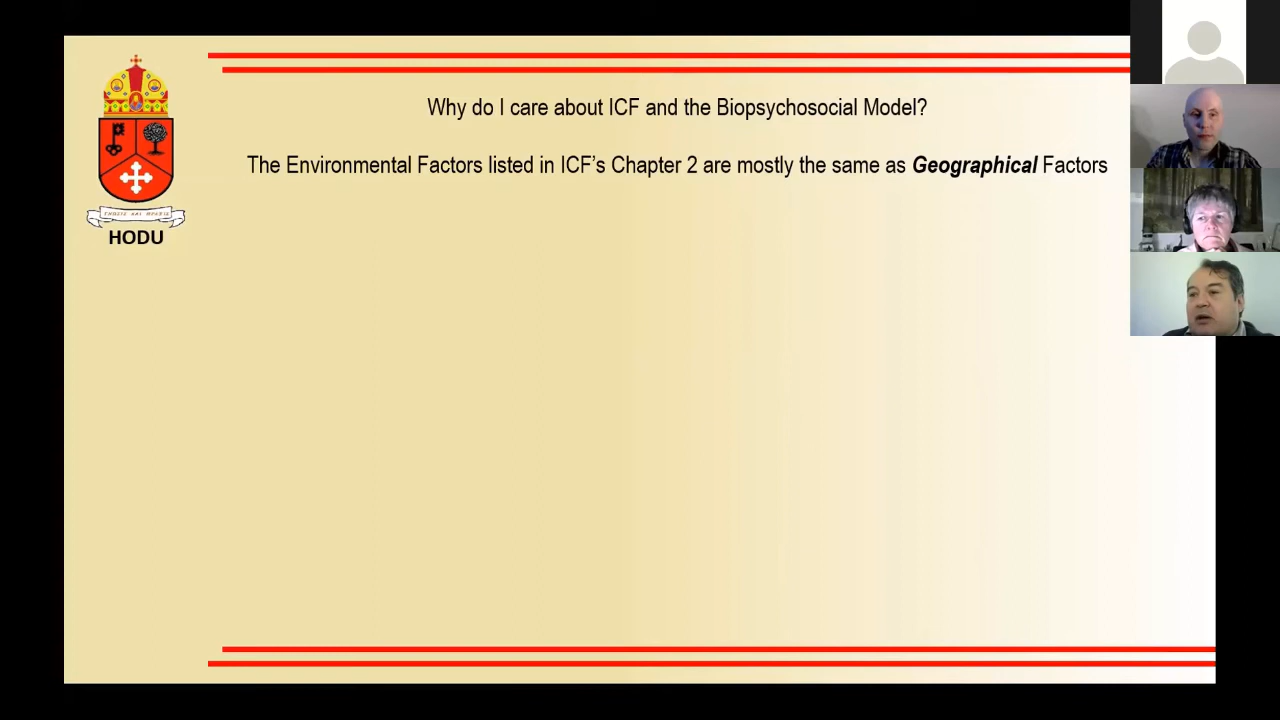 Why do I care about ICF and the Biopsychosocial Model?
The Environmental Factors listed in ICF’s Chapter 2 are mostly the same as Geographical Factors
HODU